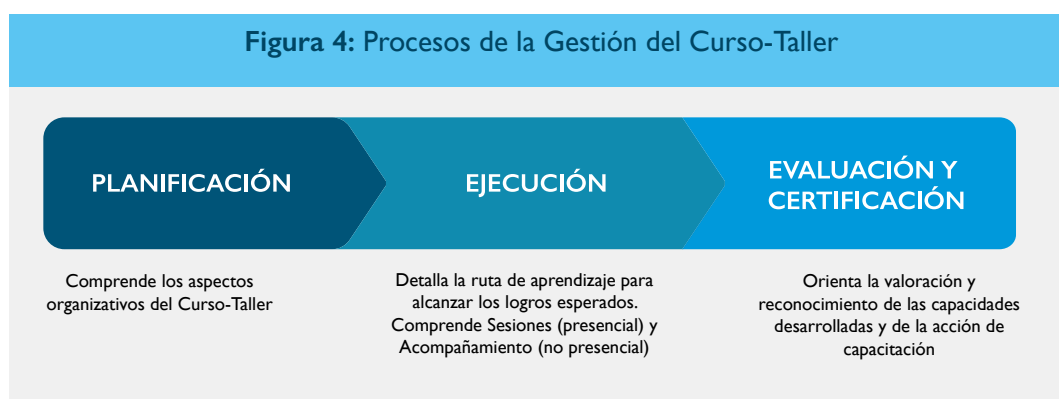 Figura 4: Procesos de la Gestión del Curso-Taller
PLANIFICACIÓN
EJECUCIÓN
EVALUACIÓN Y
CERTIFICACIÓN
Comprende los aspectos
organizativos del Curso-Taller
Detalla la ruta de aprendizaje para
alcanzar los logros esperados.
Comprende Sesiones (presencial) y
Acompañamiento (no presencial)
Orienta la valoración y
reconocimiento de las capacidades
desarrolladas y de la acción de
capacitación